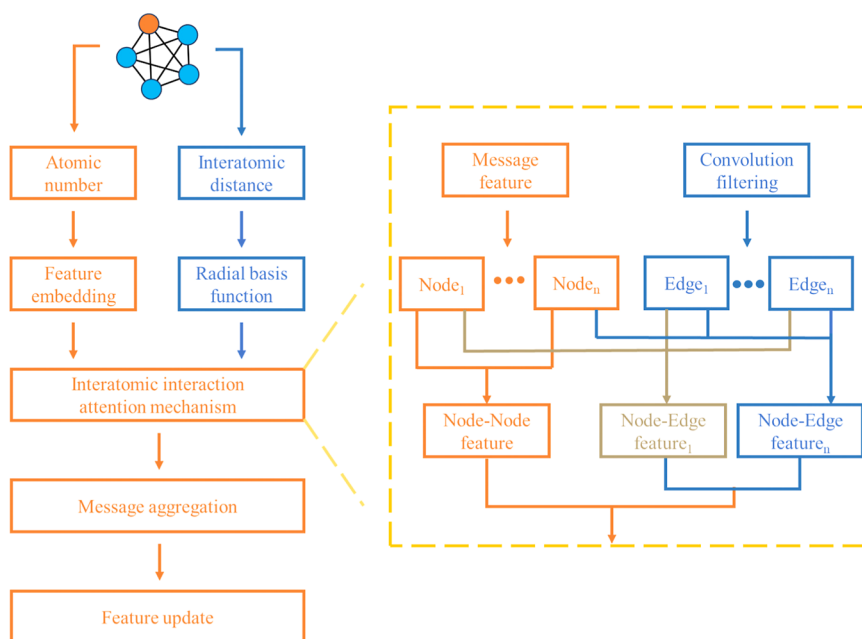 Atomic
number
Interatomic
distance
Feature
embedding
Radial basis
function
Interatomic interaction
attention mechanism
Message aggregation
Feature update
Message
feature
Convolution
filtering
Node₁
Nodeₙ
Edge₁
Edgeₙ
Node-Node
feature
Node-Edge
feature₁
Node-Edge
featureₙ